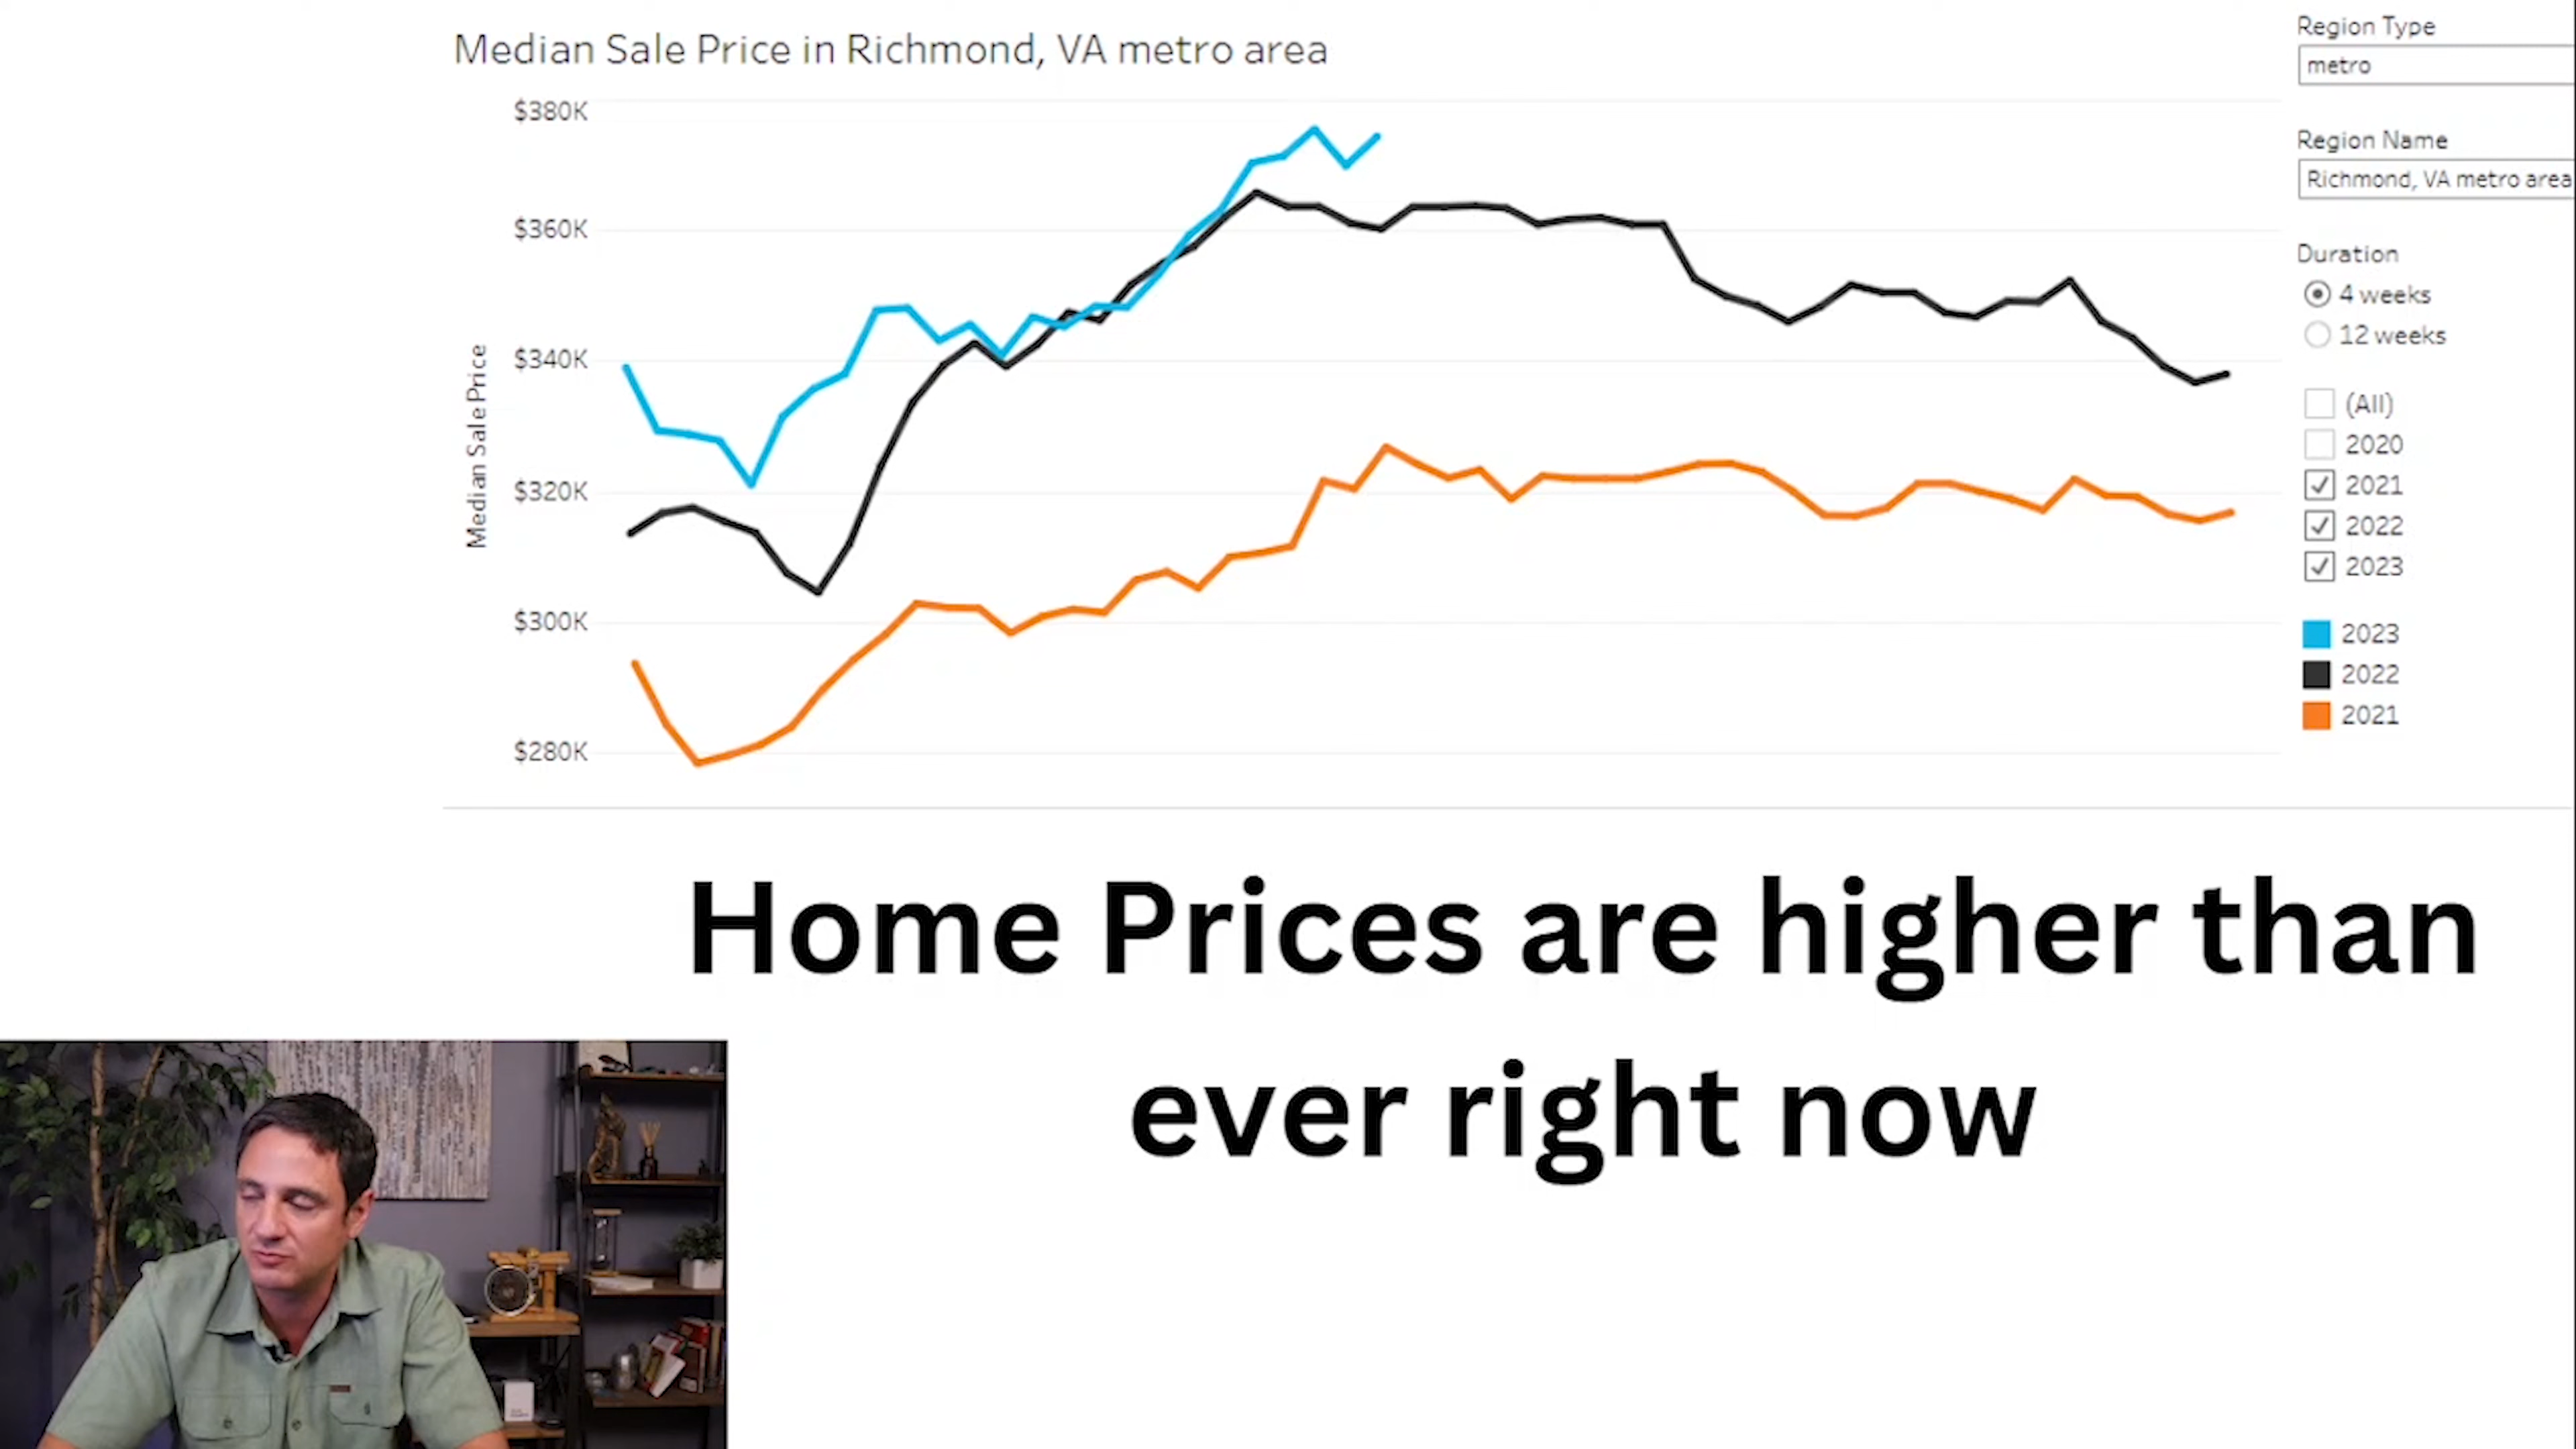 Median Sale Price in Richmond, VA metro area
$380K
$360K
$340K
$320K
$300K
$280K
Median Sale Price
Region Type
metro
Region Name
Richmond, VA metro area
Duration
4 weeks
12 weeks
(All)
2020
2021
2022
2023
2023
2022
2021
Home Prices are higher than
ever right now